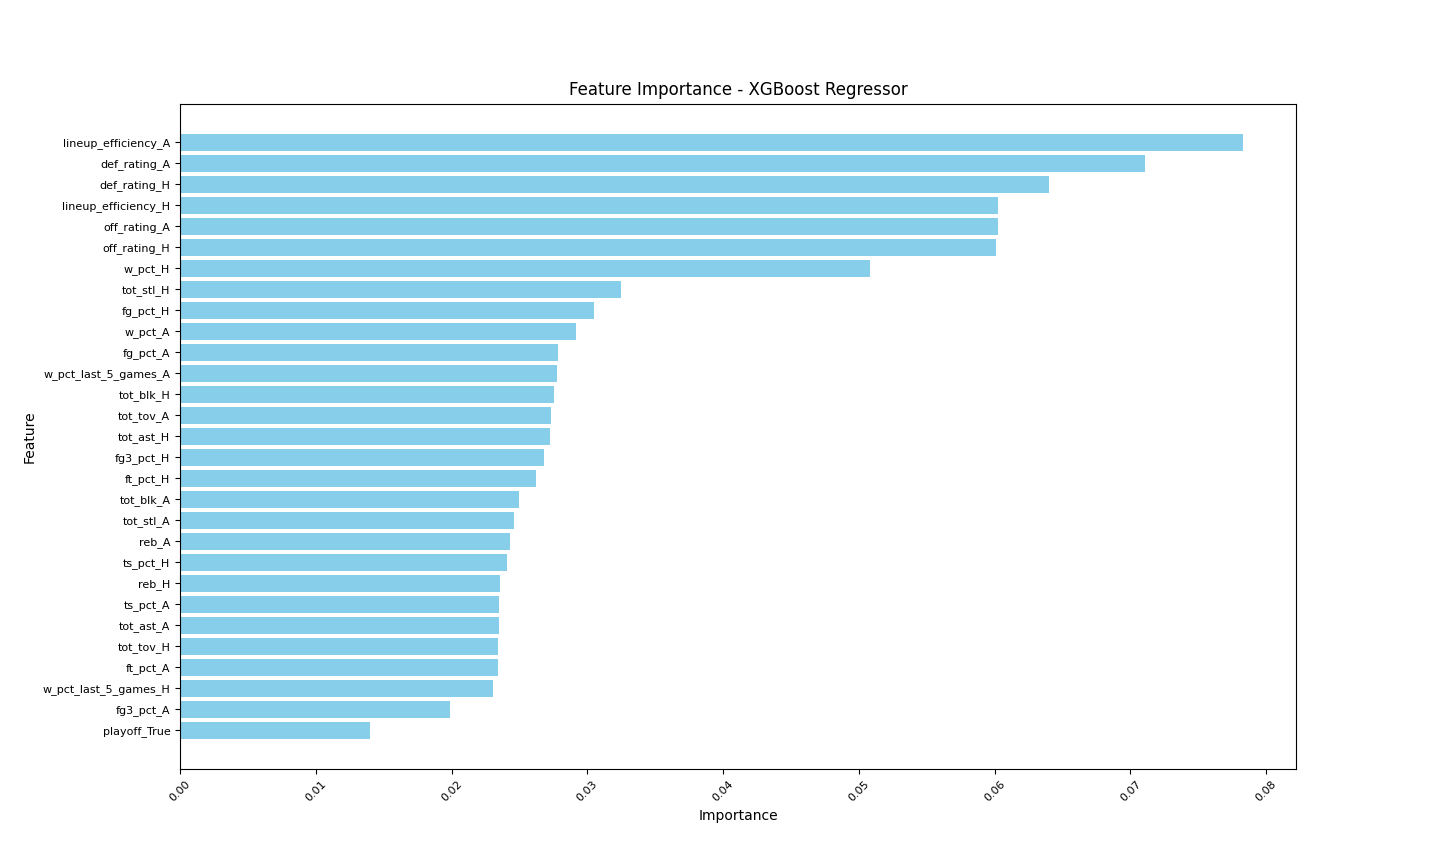 Feature Importance - XGBoost Regressor
lineup_efficiency_A
def_rating_A
def_rating_H
lineup_efficiency_H
off_rating_A
off_rating_H
w_pct_H
tot_stl_H
fg_pct_H
w_pct_A
fg_pct_A
w_pct_last_5_games_A
tot_blk_H
tot_tov_A
tot_ast_H
fg3_pct_H
ft_pct_H
tot_blk_A
tot_stl_A
reb_A
ts_pct_H
reb_H
ts_pct_A
tot_ast_A
tot_tov_H
ft_pct_A
w_pct_last_5_games_H
fg3_pct_A
playoff_True
Feature
0.00
0.01
0.02
0.03
0.04
0.05
0.06
0.07
0.08
Importance